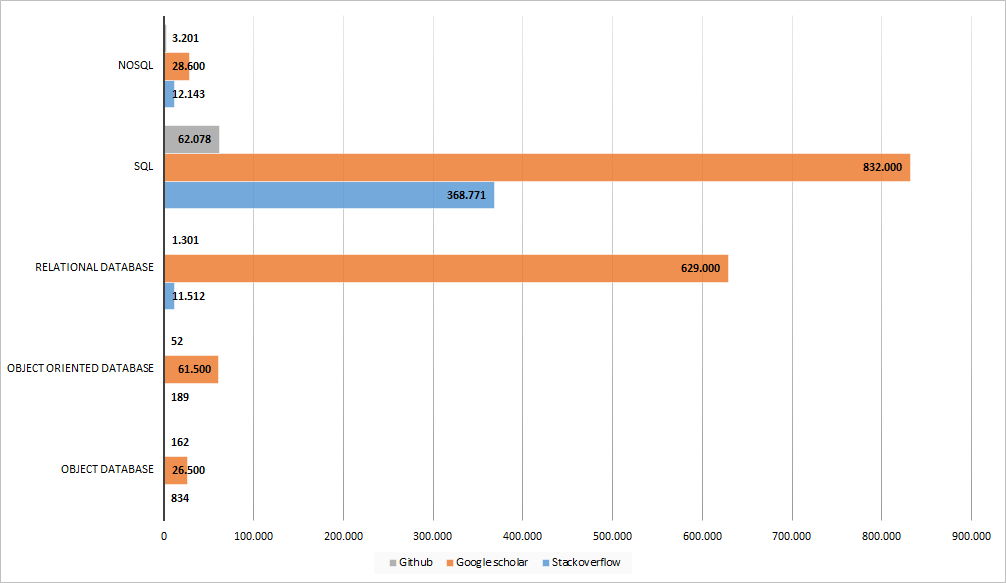 3.201
NOSQL
28.600
12.143
62.078
SQL
832.000
368.771
1.301
RELATIONAL DATABASE
629.000
11.512
52
OBJECT ORIENTED DATABASE
61.500
189
162
OBJECT DATABASE
26.500
834
0 100.000 200.000 300.000 400.000 500.000 600.000 700.000 800.000 900.000
Github Google scholar Stackoverflow